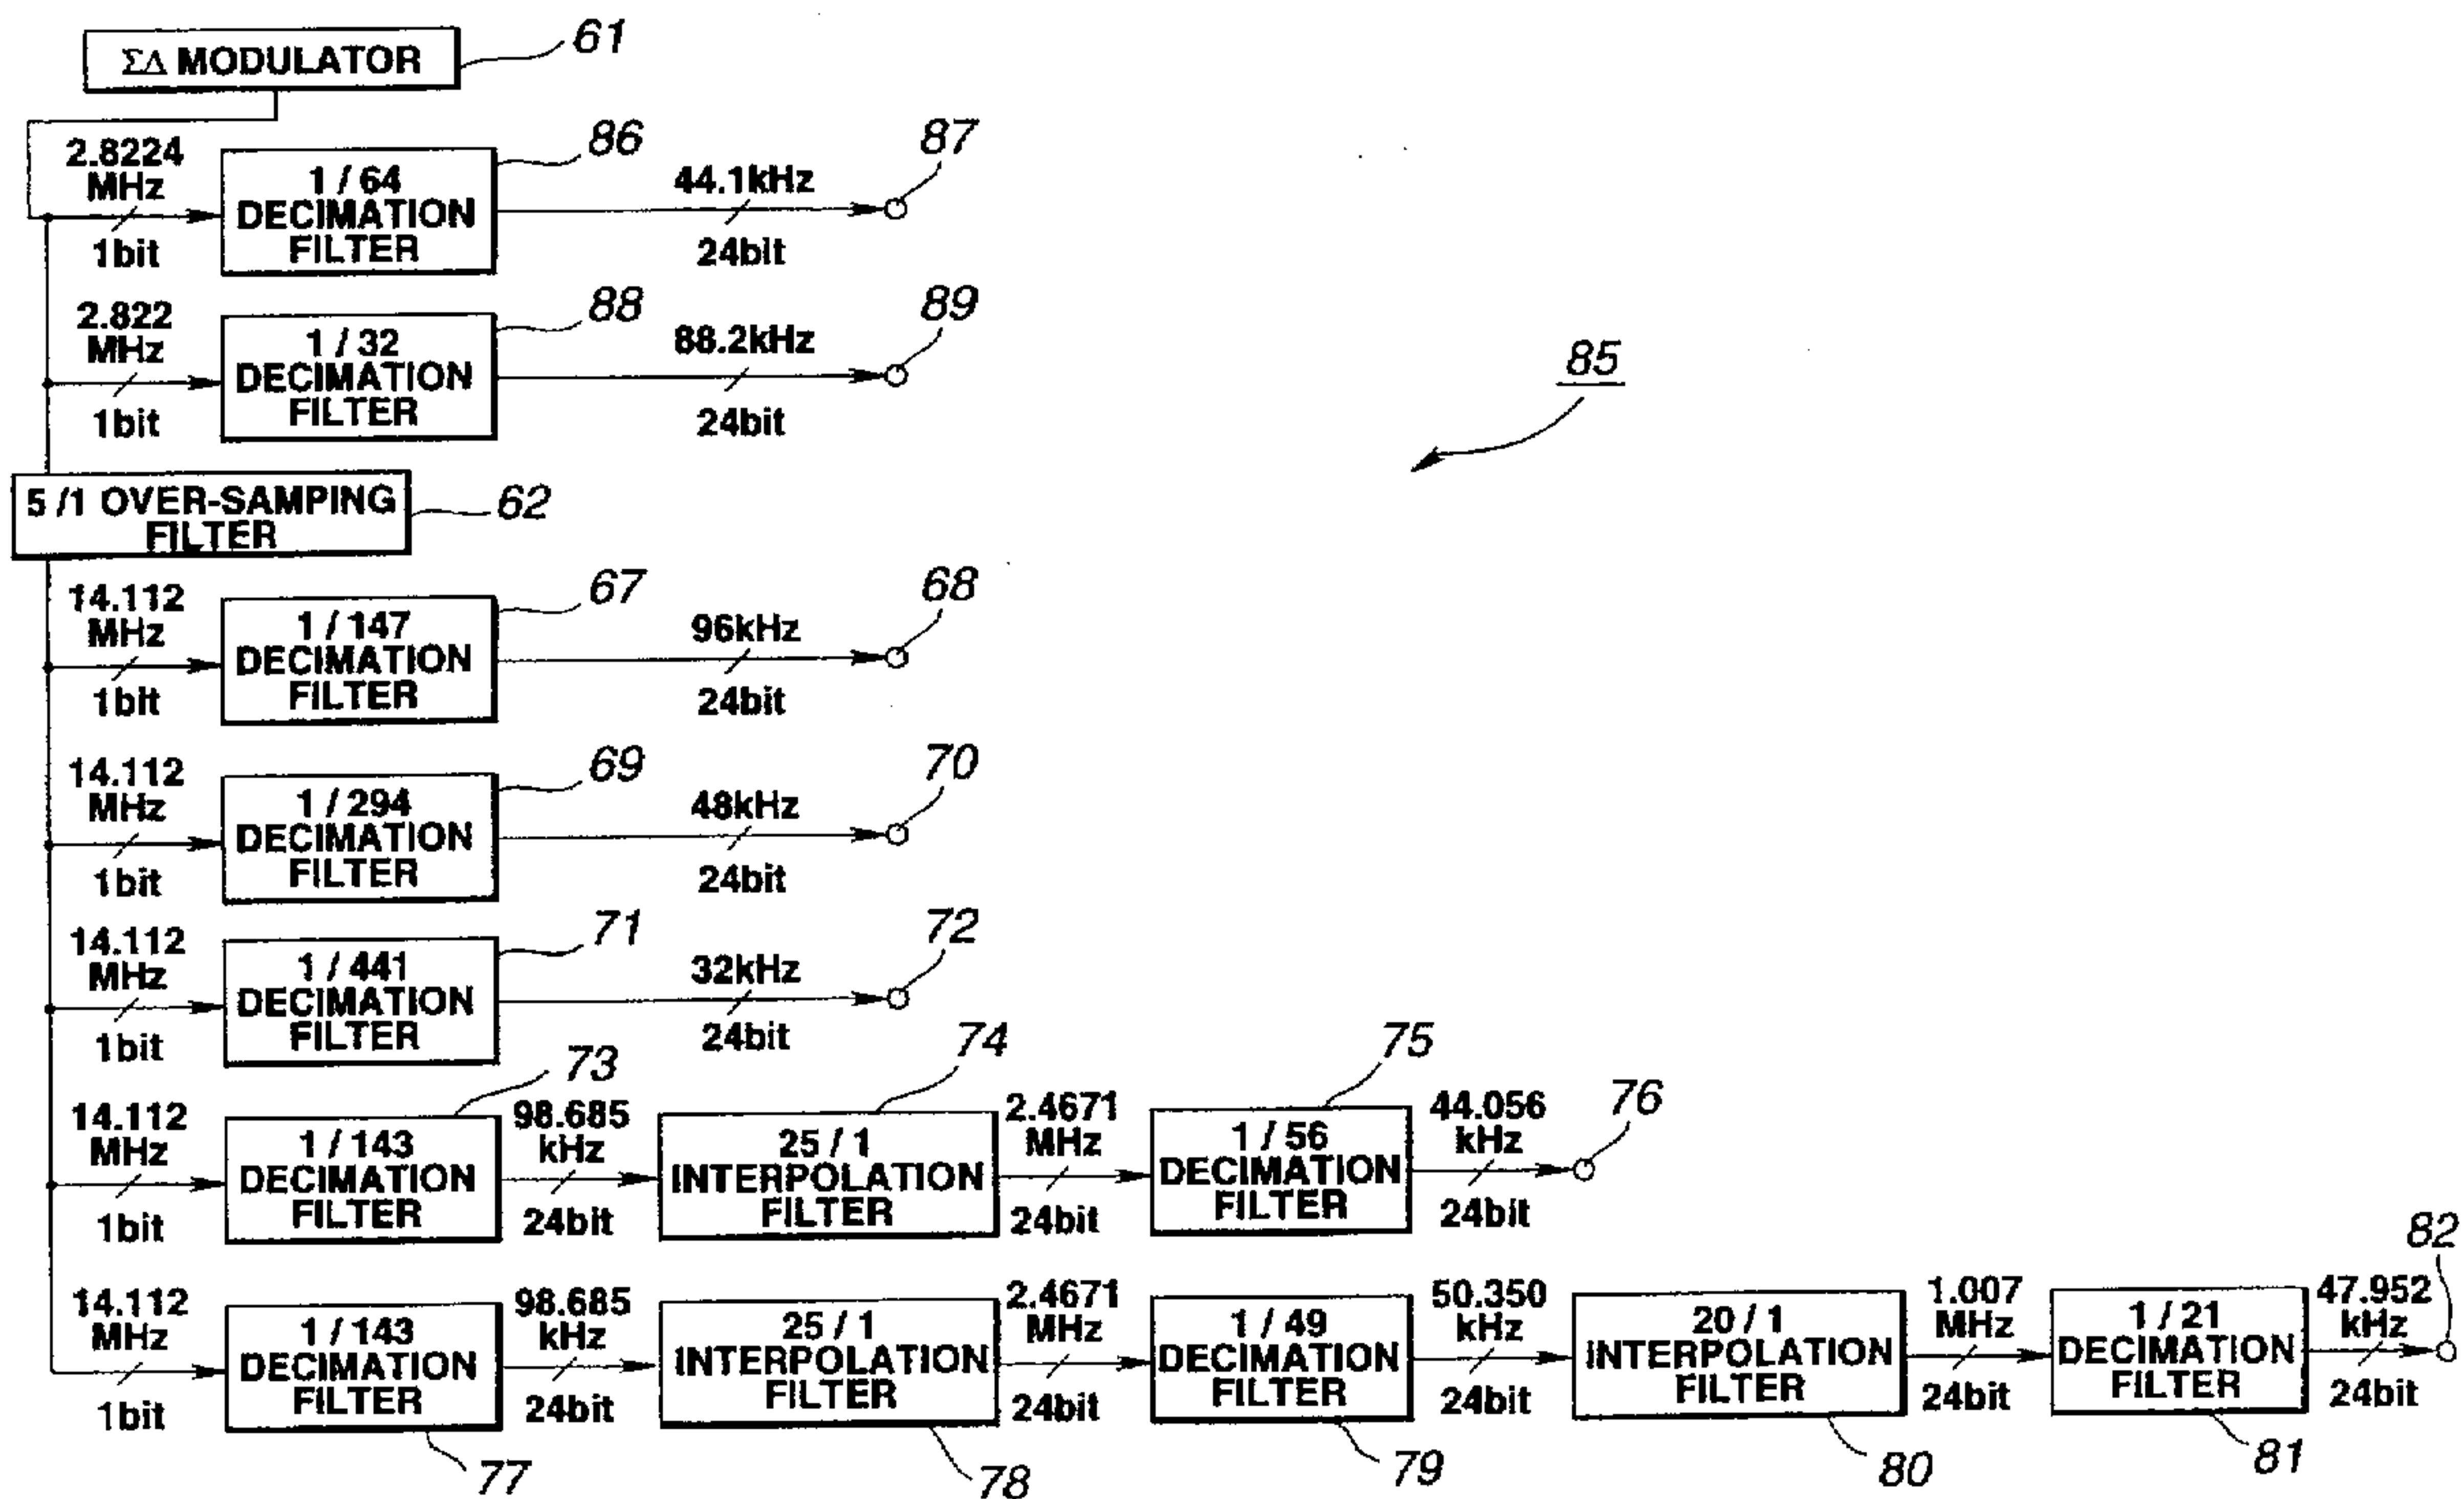 ΣΔ MODULATOR
61
2.8224
MHz
1bit
1 / 64
DECIMATION
FILTER
86
44.1kHz
24bit
87
2.822
MHz
1bit
1 / 32
DECIMATION
FILTER
88
88.2kHz
24bit
89
85
5 /1 OVER-SAMPING
FILTER
62
14.112
MHz
1bit
1 / 147
DECIMATION
FILTER
67
96kHz
24bit
68
14.112
MHz
1bit
1 / 294
DECIMATION
FILTER
69
48kHz
24bit
70
14.112
MHz
1bit
1 / 441
DECIMATION
FILTER
71
32kHz
24bit
72
14.112
MHz
1bit
1 / 143
DECIMATION
FILTER
73
98.685
kHz
24bit
25 / 1
INTERPOLATION
FILTER
74
2.4671
MHz
24bit
1 / 56
DECIMATION
FILTER
75
44.056
kHz
24bit
76
14.112
MHz
1bit
1 / 143
DECIMATION
FILTER
77
98.685
kHz
24bit
25 / 1
INTERPOLATION
FILTER
78
2.4671
MHz
24bit
1 / 49
DECIMATION
FILTER
79
50.350
kHz
24bit
20 / 1
INTERPOLATION
FILTER
80
1.007
MHz
24bit
1 / 21
DECIMATION
FILTER
81
47.952
kHz
24bit
82